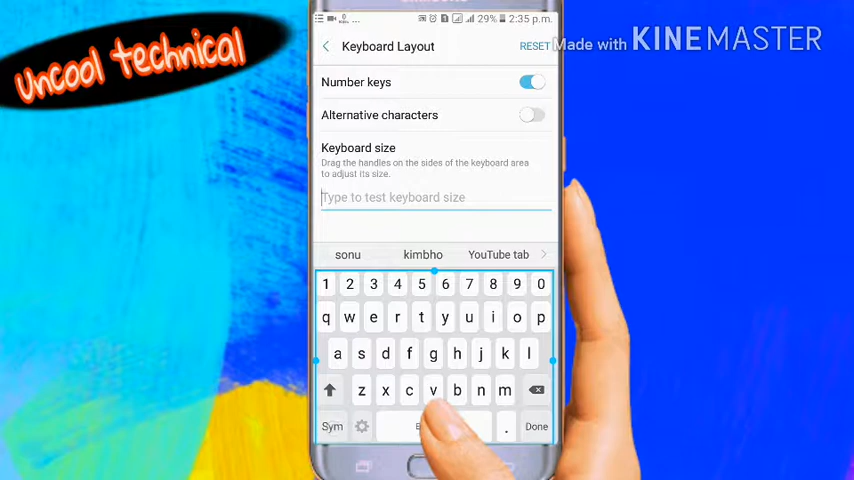 Uncool technical
Made with KINEMASTER
29% 2:35 p.m.
Keyboard Layout
RESET
Number keys
Alternative characters
Keyboard size
Drag the handles on the sides of the keyboard area
to adjust its size.
Type to test keyboard size
sonu kimbho YouTube tab
1 2 3 4 5 6 7 8 9 0
q w e r t y u i o p
a s d f g h j k l
z x c v b n m
Sym . Done